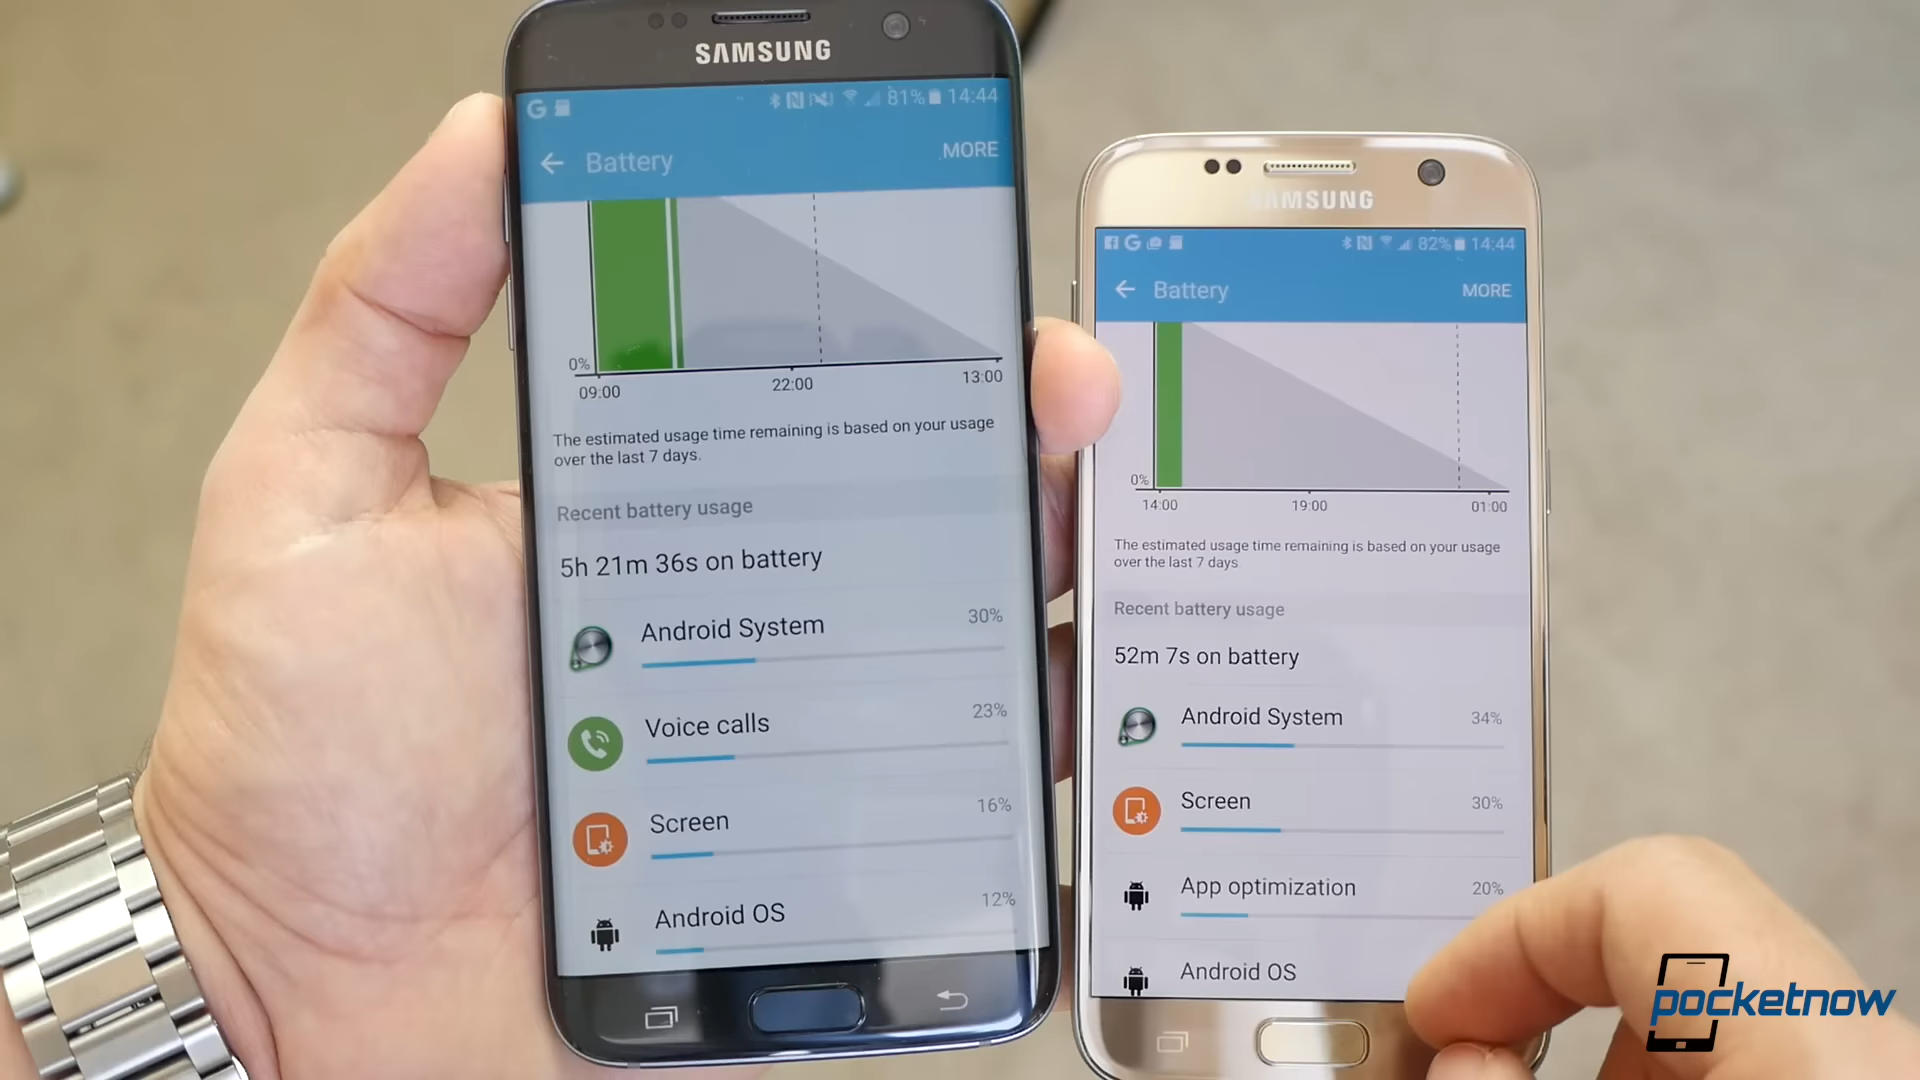 SAMSUNG
81% 14:44
Battery
MORE
0%
09:00
22:00
13:00
The estimated usage time remaining is based on your usage
over the last 7 days.
Recent battery usage
5h 21m 36s on battery
Android System
30%
Voice calls
23%
Screen
16%
Android OS
12%
SAMSUNG
82% 14:44
Battery
MORE
0%
14:00
19:00
01:00
The estimated usage time remaining is based on your usage
over the last 7 days
Recent battery usage
52m 7s on battery
Android System
34%
Screen
30%
App optimization
20%
Android OS
pocketnow